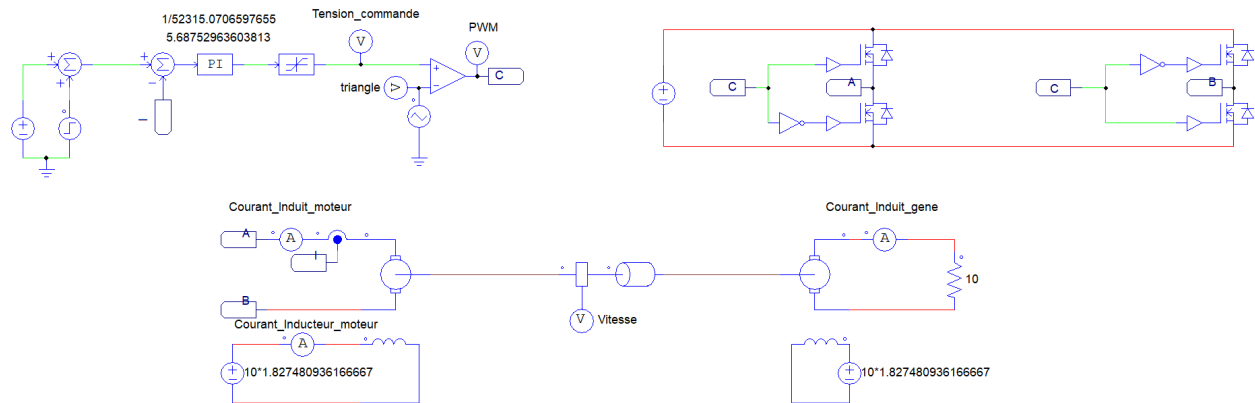 1/52315.0706597655
5.68752963603813
Tension_commande
V
PWM
V
PI
C
triangle
V
I
C
A
C
B
Courant_Induit_moteur
A
A
I
B
Courant_Inducteur_moteur
A
10*1.827480936166667
V
Vitesse
Courant_Induit_gene
A
10
10*1.827480936166667